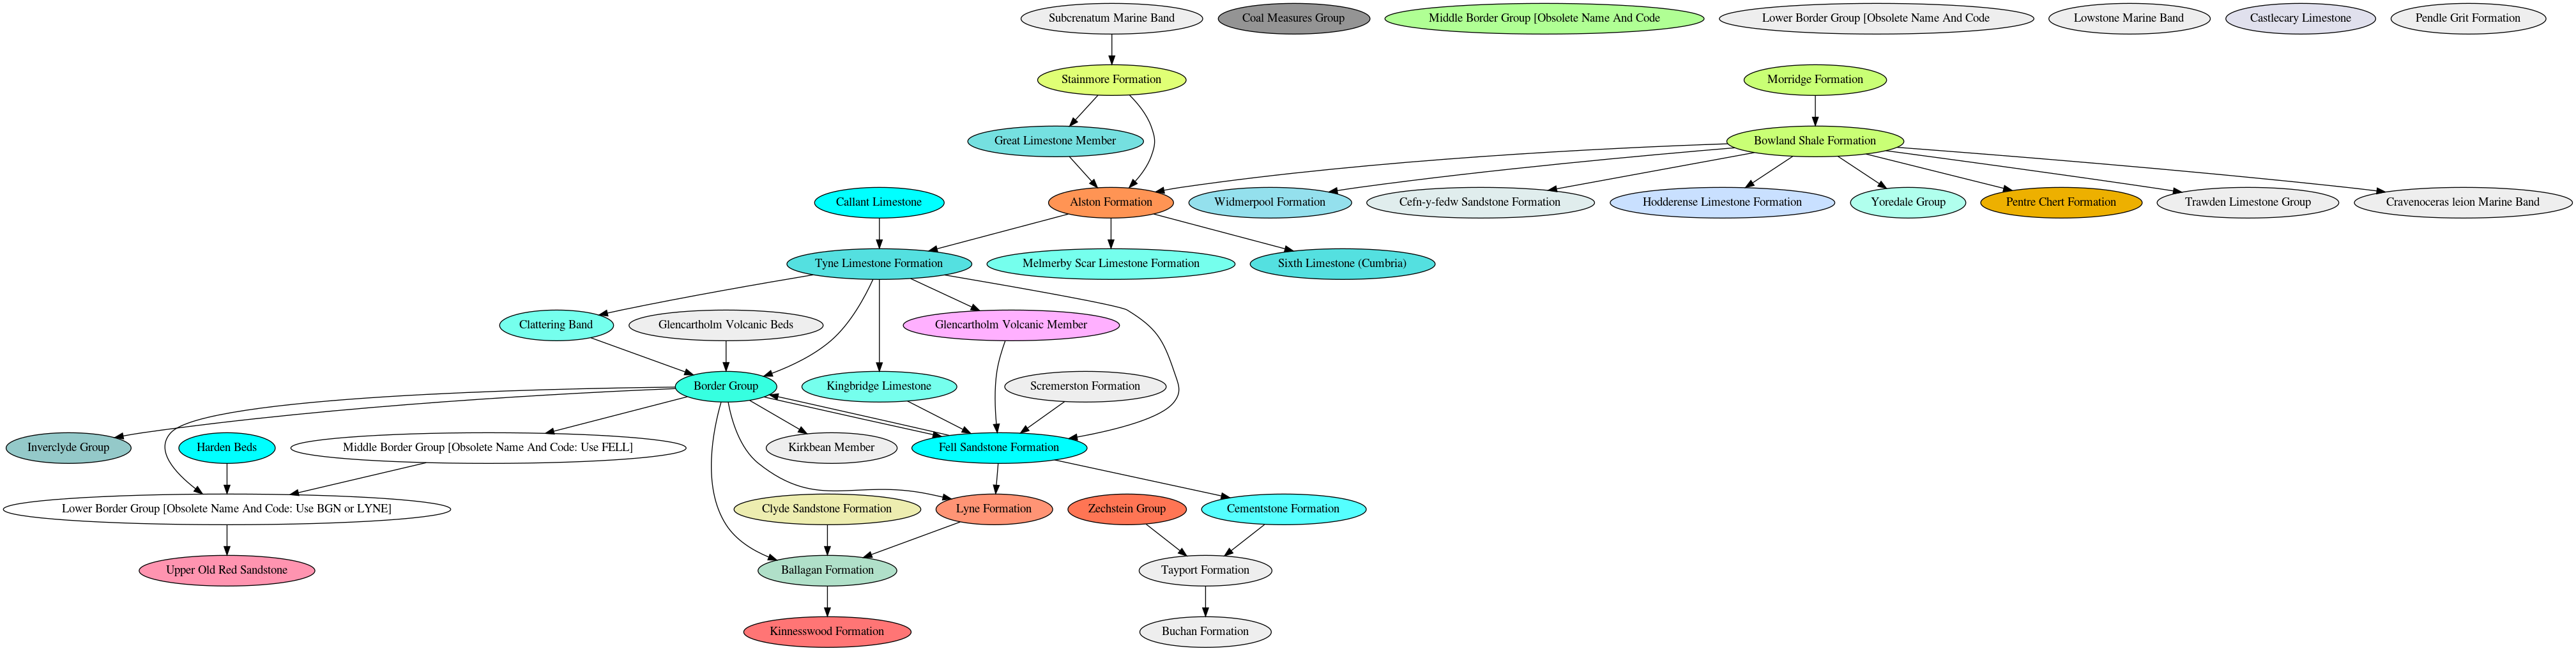 Subcrenatum Marine Band
Coal Measures Group
Middle Border Group [Obsolete Name And Code
Lower Border Group [Obsolete Name And Code
Lowstone Marine Band
Castlecary Limestone
Pendle Grit Formation
Stainmore Formation
Morridge Formation
Great Limestone Member
Bowland Shale Formation
Callant Limestone
Alston Formation
Widmerpool Formation
Cefn-y-fedw Sandstone Formation
Hodderense Limestone Formation
Yoredale Group
Pentre Chert Formation
Trawden Limestone Group
Cravenoceras leion Marine Band
Tyne Limestone Formation
Melmerby Scar Limestone Formation
Sixth Limestone (Cumbria)
Clattering Band
Glencartholm Volcanic Beds
Glencartholm Volcanic Member
Border Group
Kingbridge Limestone
Scremerston Formation
Inverclyde Group
Harden Beds
Middle Border Group [Obsolete Name And Code: Use FELL]
Kirkbean Member
Fell Sandstone Formation
Lower Border Group [Obsolete Name And Code: Use BGN or LYNE]
Clyde Sandstone Formation
Lyne Formation
Zechstein Group
Cementstone Formation
Upper Old Red Sandstone
Ballagan Formation
Tayport Formation
Kinnesswood Formation
Buchan Formation